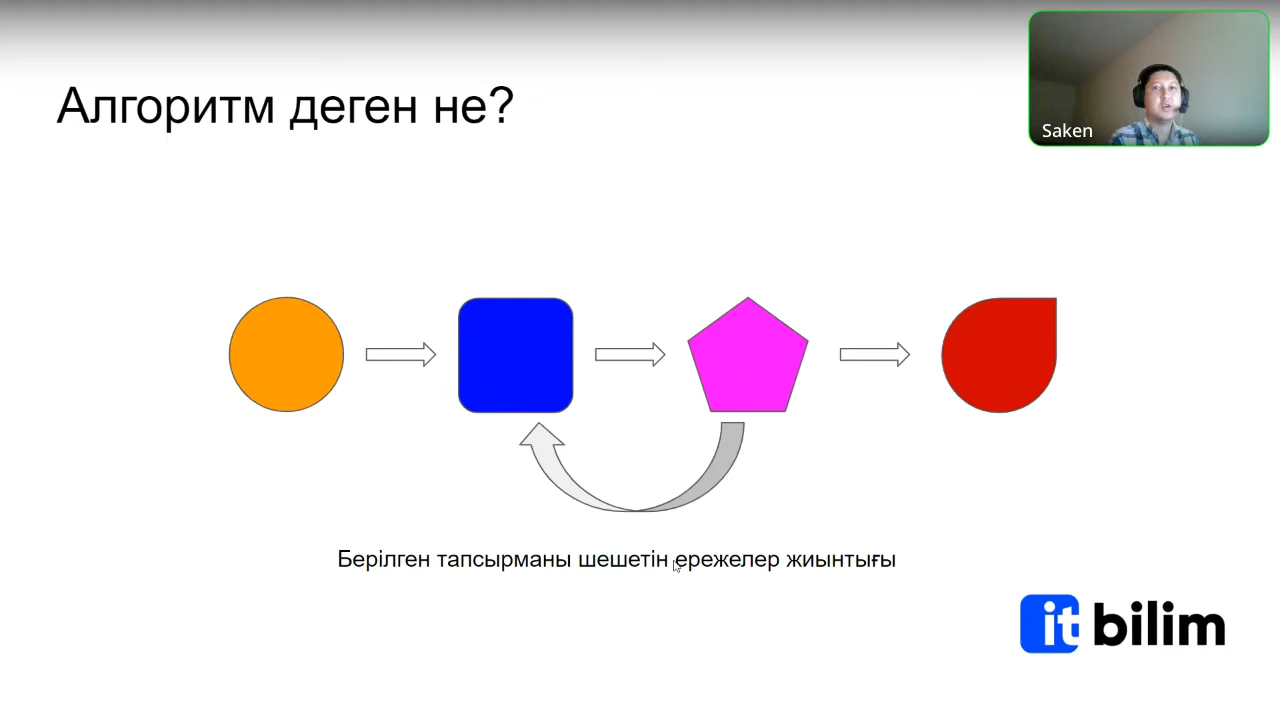 Алгоритм деген не?
Saken
Берілген тапсырманы шешетін ережелер жиынтығы
it bilim